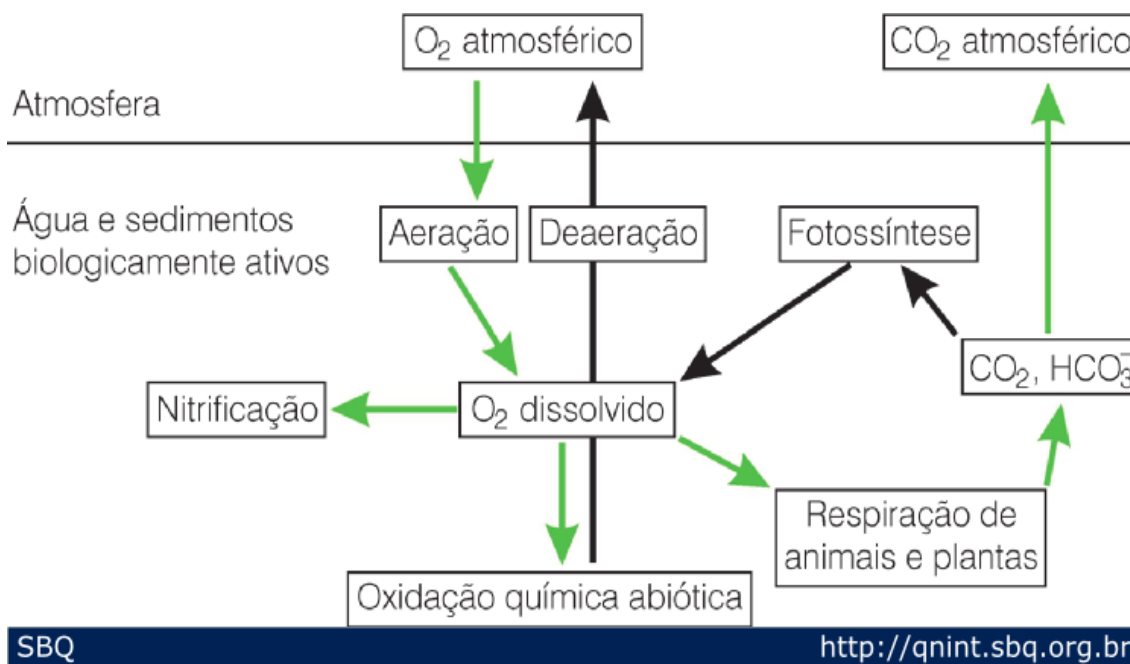 O₂ atmosférico
CO₂ atmosférico
Atmosfera
Água e sedimentos
biologicamente ativos
Aeração
Deaeração
Fotossíntese
CO₂, HCO₃⁻
Nitrificação
O₂ dissolvido
Respiração de
animais e plantas
Oxidação química abiótica
SBQ
http://qnint.sbq.org.br